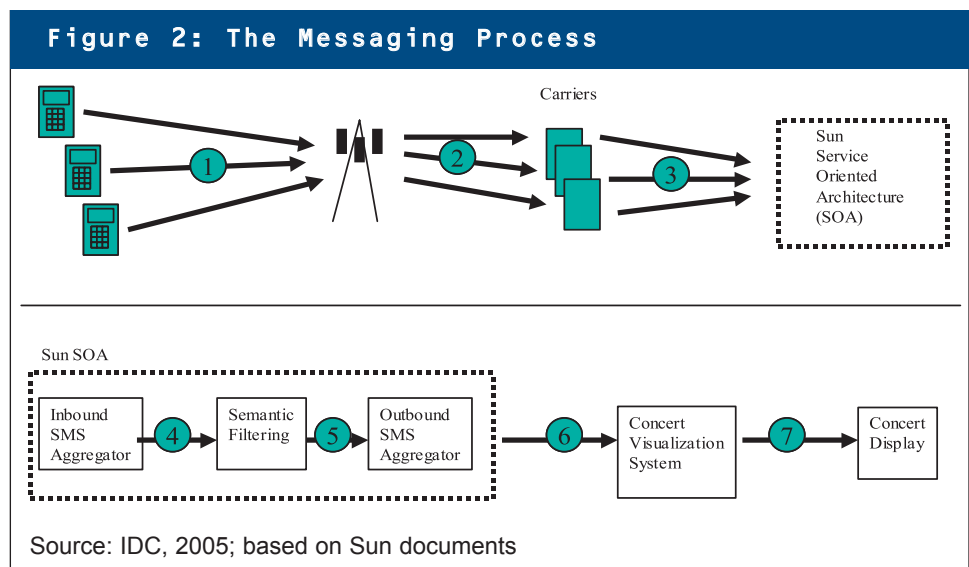 Figure 2: The Messaging Process
Carriers
1
2
3
Sun
Service
Oriented
Architecture
(SOA)
Sun SOA
Inbound
SMS
Aggregator
4
Semantic
Filtering
5
Outbound
SMS
Aggregator
6
Concert
Visualization
System
7
Concert
Display
Source: IDC, 2005; based on Sun documents